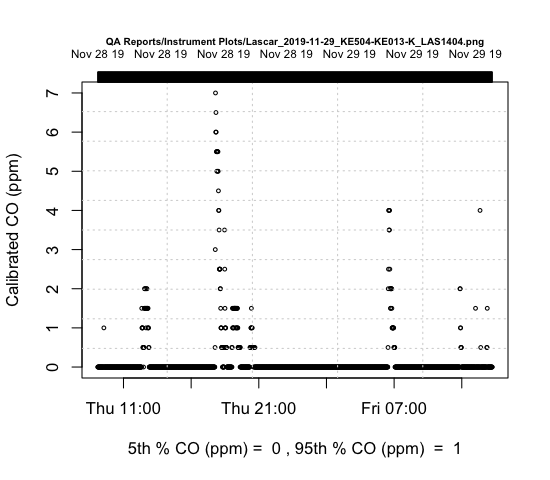 QA Reports/Instrument Plots/Lascar_2019-11-29_KE504-KE013-K_LAS1404.png
Nov 28 19 Nov 28 19 Nov 28 19 Nov 28 19 Nov 29 19 Nov 29 19 Nov 29 19
7
6
5
4
3
2
1
0
Calibrated CO (ppm)
Thu 11:00 Thu 21:00 Fri 07:00
5th % CO (ppm) = 0 , 95th % CO (ppm) = 1